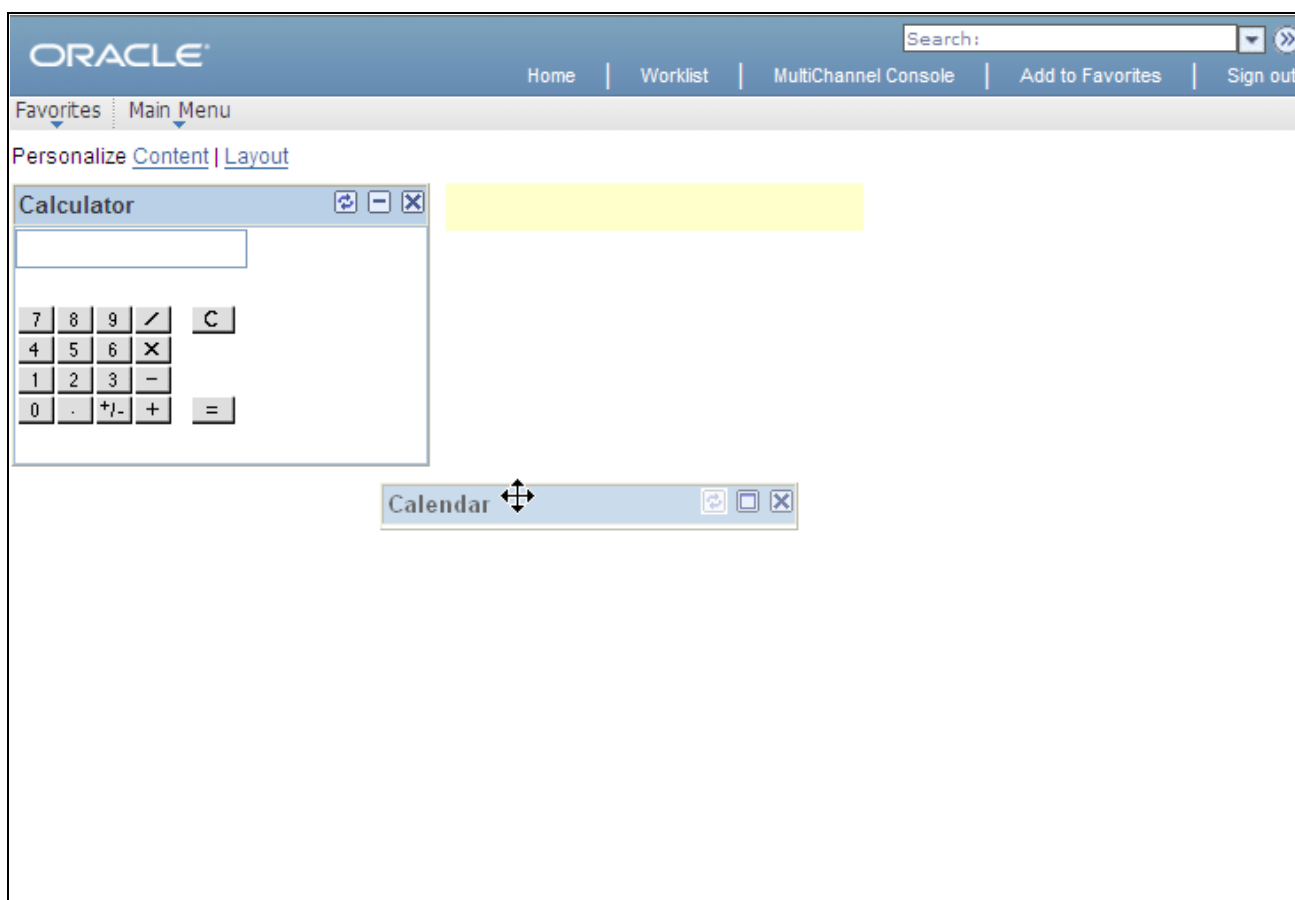 ORACLE
Search:
Home | Worklist | MultiChannel Console | Add to Favorites | Sign out
Favorites Main Menu
Personalize Content | Layout
Calculator
7 8 9 / C
4 5 6 X
1 2 3 -
0 . +/- + =
Calendar